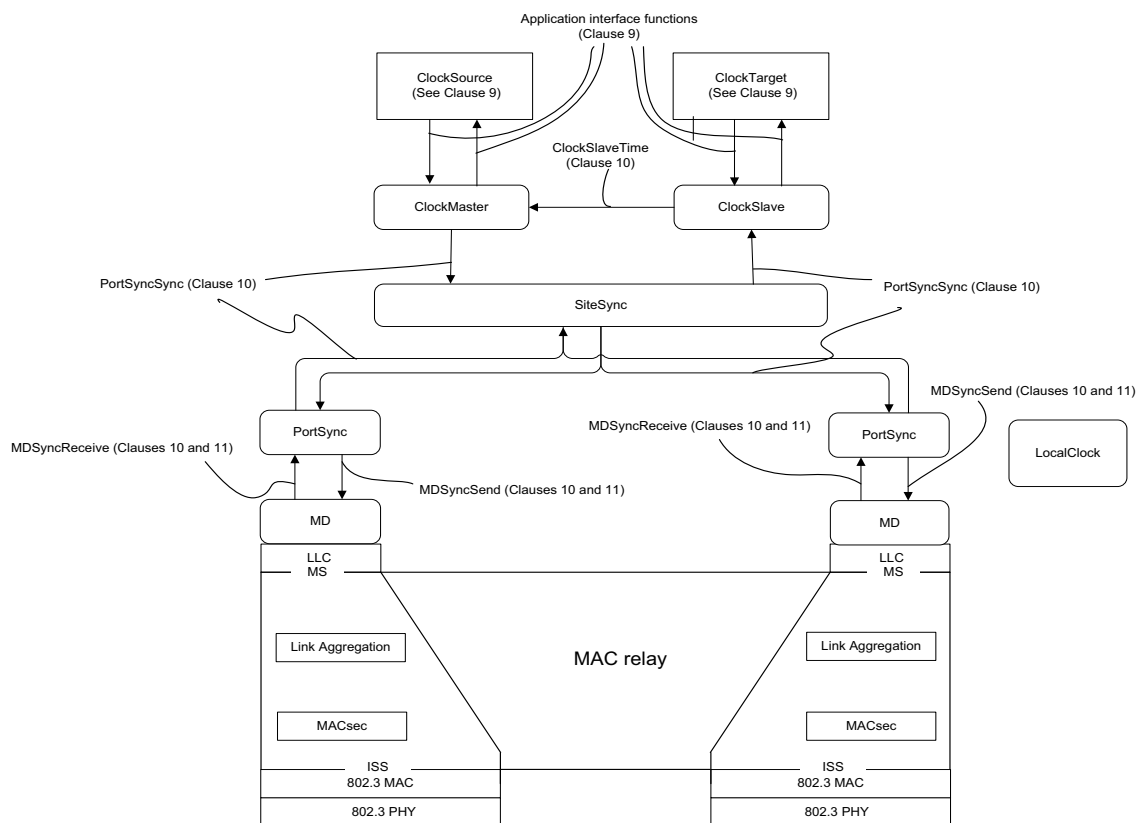 Application interface functions
(Clause 9)
ClockSource
(See Clause 9)
ClockTarget
(See Clause 9)
ClockSlaveTime
(Clause 10)
ClockMaster
ClockSlave
PortSyncSync (Clause 10)
PortSyncSync (Clause 10)
SiteSync
MDSyncSend (Clauses 10 and 11)
PortSync
MDSyncReceive (Clauses 10 and 11)
PortSync
MDSyncReceive (Clauses 10 and 11)
LocalClock
MDSyncSend (Clauses 10 and 11)
MD
MD
LLC
MS
LLC
MS
Link Aggregation
MAC relay
Link Aggregation
MACsec
MACsec
ISS
802.3 MAC
802.3 PHY
ISS
802.3 MAC
802.3 PHY